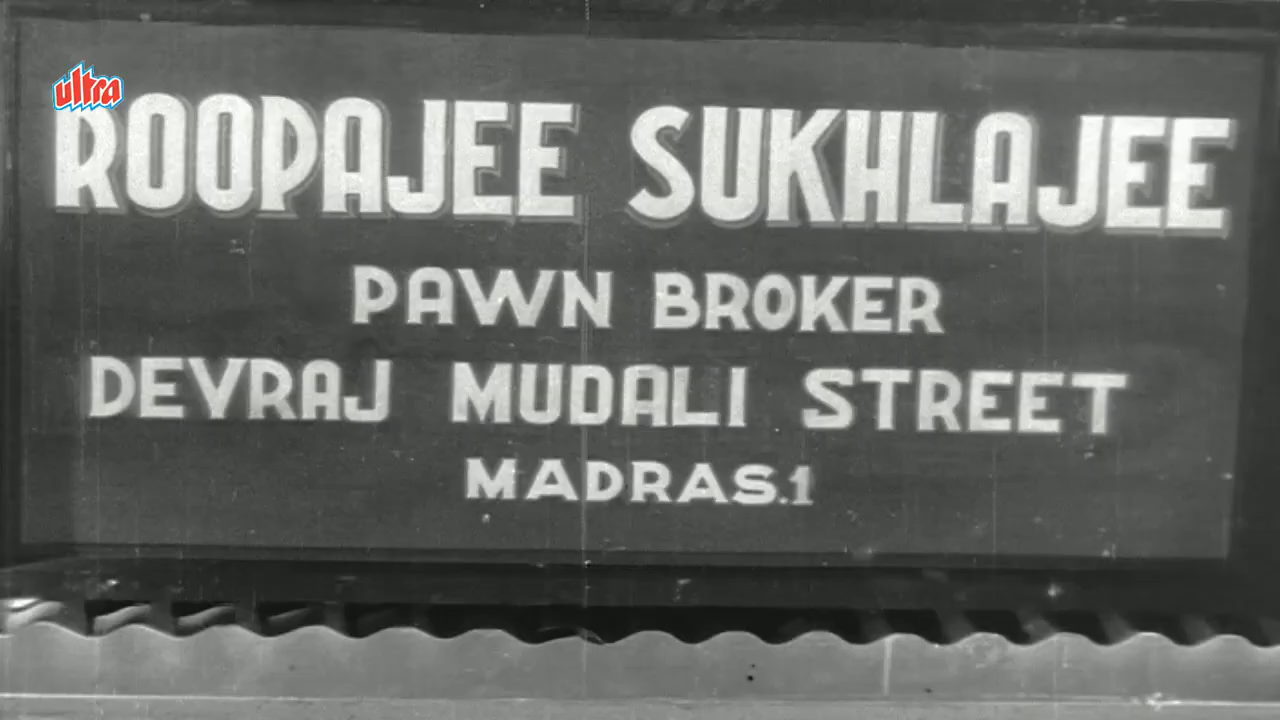 ultra
ROOPAJEE SUKHLAJEE
PAWN BROKER
DEVRAJ MUDALI STREET
MADRAS.1